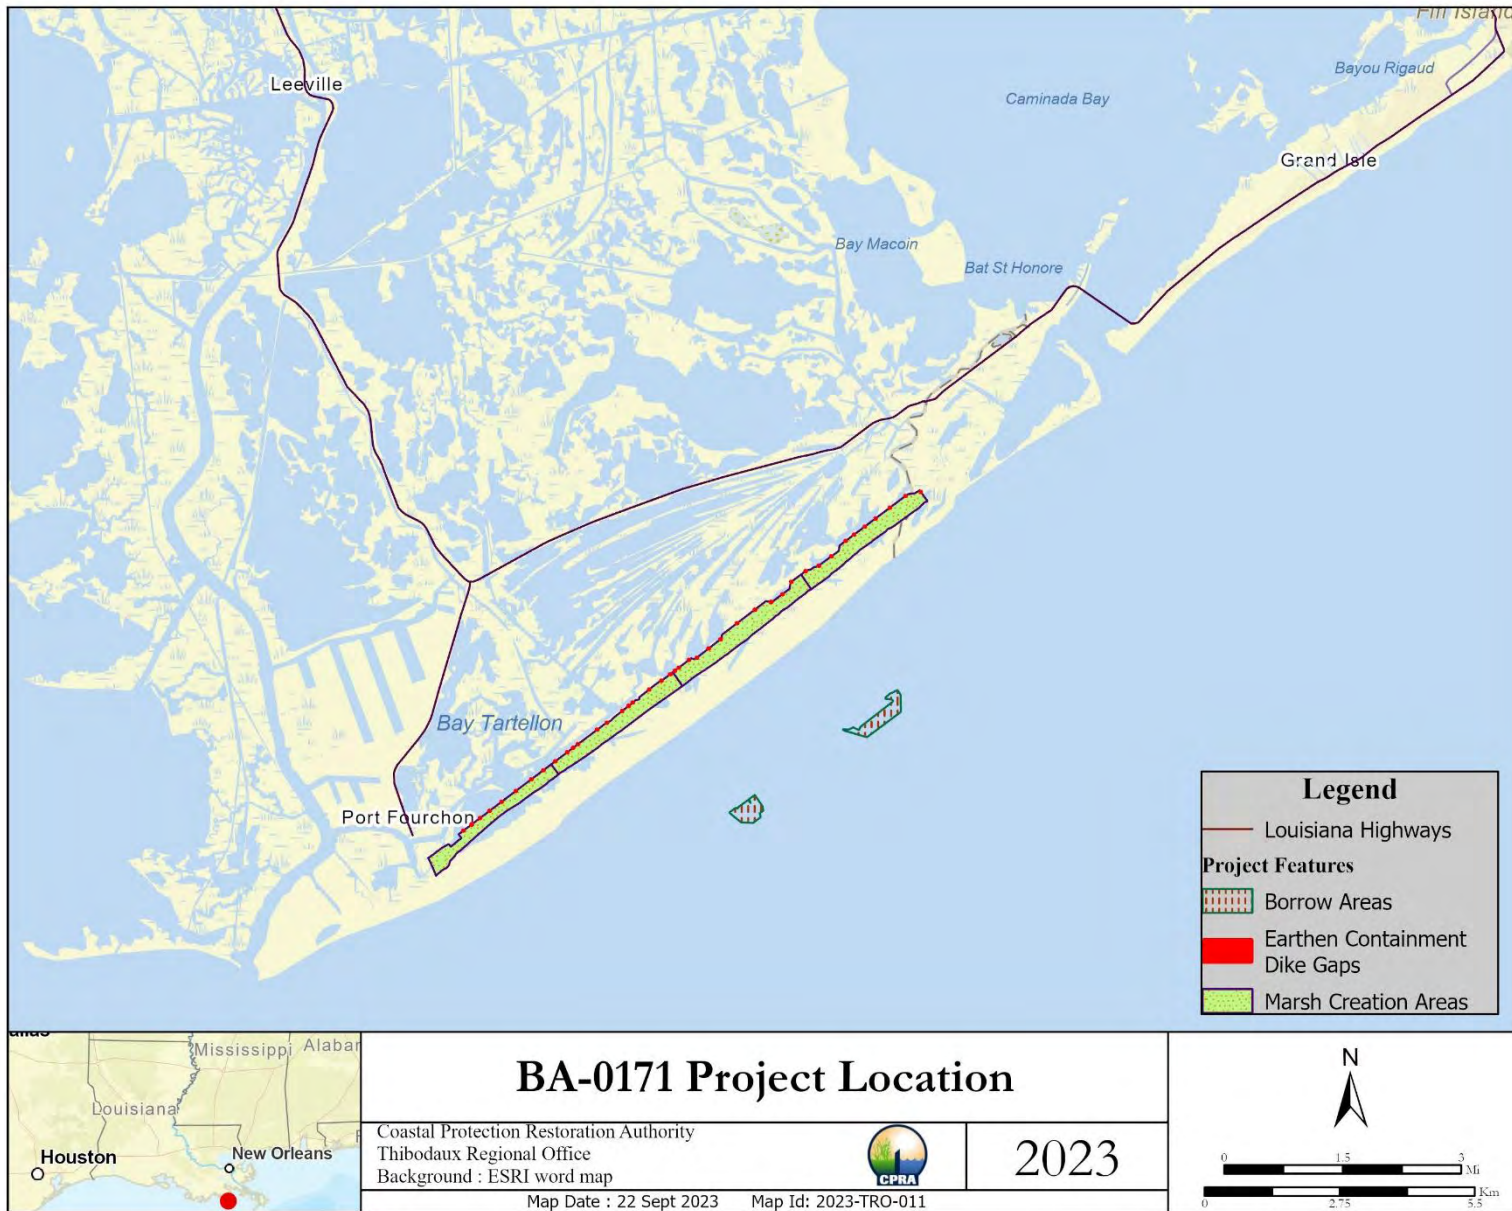 Fifi Island
Bayou Rigaud
Leeville
Caminada Bay
Grand Isle
Bay Macoin
Bat St Honore
Bay Tartellon
Port Fourchon
Legend
Louisiana Highways
Project Features
Borrow Areas
Earthen Containment
Dike Gaps
Marsh Creation Areas
Mississippi
Alabar
Louisiana
Houston
New Orleans
BA-0171 Project Location
Coastal Protection Restoration Authority
Thibodaux Regional Office
Background : ESRI word map
CPRA
2023
Map Date : 22 Sept 2023 Map Id: 2023-TRO-011
N
0 1.5 3
Mi
Km
0 2.75 5.5